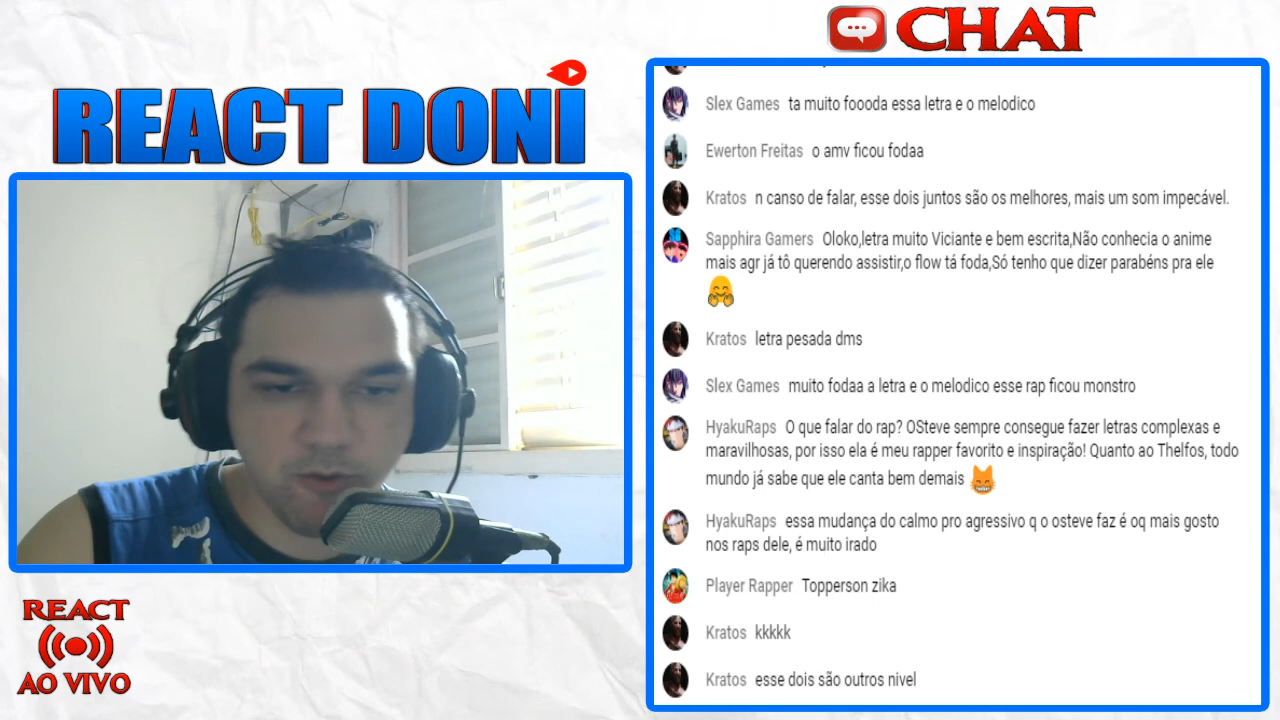 CHAT
REACT DONI
Slex Games ta muito foooda essa letra e o melodico
Ewerton Freitas o amv ficou fodaa
Kratos n canso de falar, esse dois juntos são os melhores, mais um som impecável.
Sapphira Gamers Oloko,letra muito Viciante e bem escrita,Não conhecia o anime
mais agr já tô querendo assistir,o flow tá foda,Só tenho que dizer parabéns pra ele
Kratos letra pesada dms
Slex Games muito fodaa a letra e o melodico esse rap ficou monstro
HyakuRaps O que falar do rap? OSteve sempre consegue fazer letras complexas e
maravilhosas, por isso ela é meu rapper favorito e inspiração! Quanto ao Thelfos, todo
mundo já sabe que ele canta bem demais
HyakuRaps essa mudança do calmo pro agressivo q o osteve faz é oq mais gosto
nos raps dele, é muito irado
Player Rapper Topperson zika
Kratos kkkkk
Kratos esse dois são outros nivel
REACT
AO VIVO